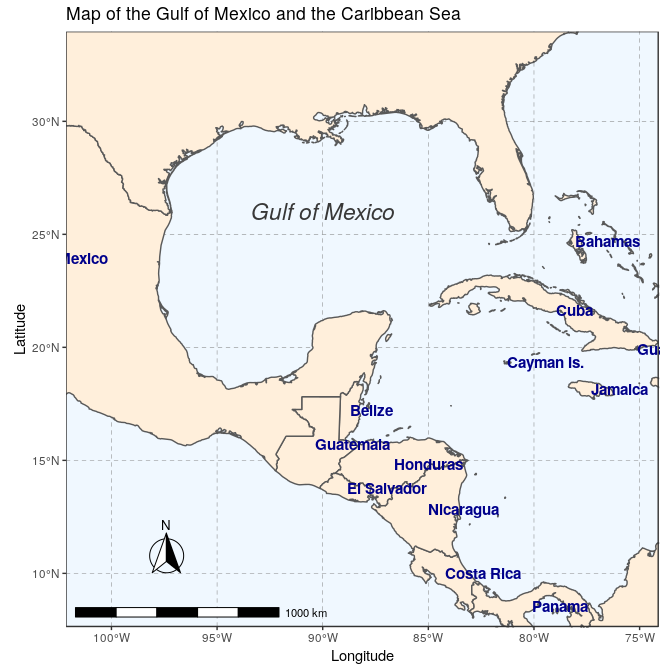 Map of the Gulf of Mexico and the Caribbean Sea
30°N
Gulf of Mexico
25°N
Bahamas
Mexico
Cuba
Latitude
20°N
Gu
Cayman Is.
Jamaica
Belize
Guatemala
15°N
Honduras
El Salvador
Nicaragua
N
10°N
Costa Rica
Panama
1000 km
100°W 95°W 90°W 85°W 80°W 75°W
Longitude